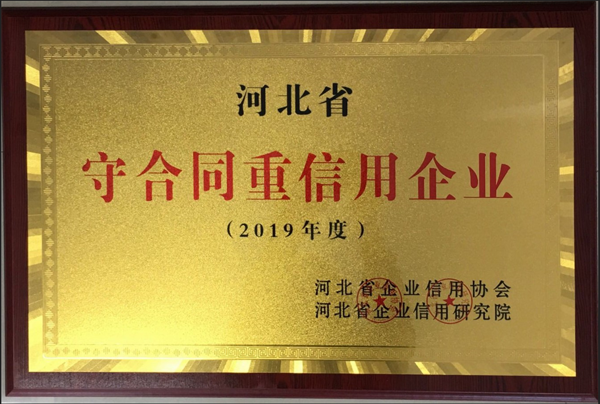 河北省
守合同重信用企业
（2019年度）
河北省企业信用协会
河北省企业信用研究院